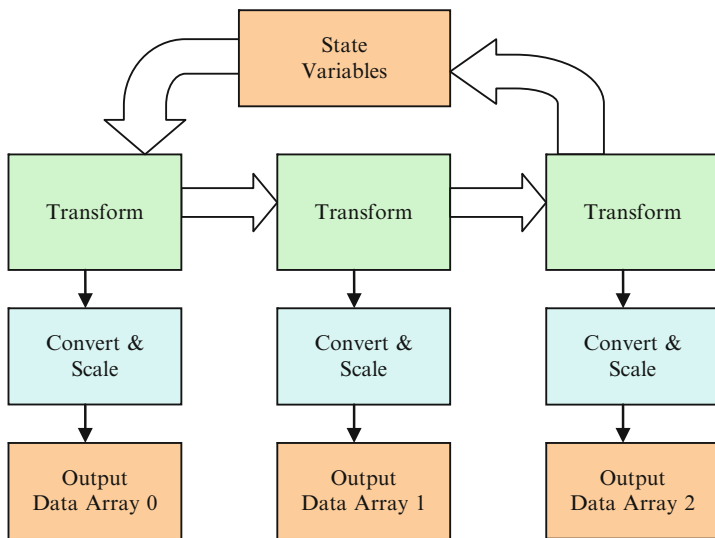 State
Variables
Transform
Transform
Transform
Convert &
Scale
Convert &
Scale
Convert &
Scale
Output
Data Array 0
Output
Data Array 1
Output
Data Array 2